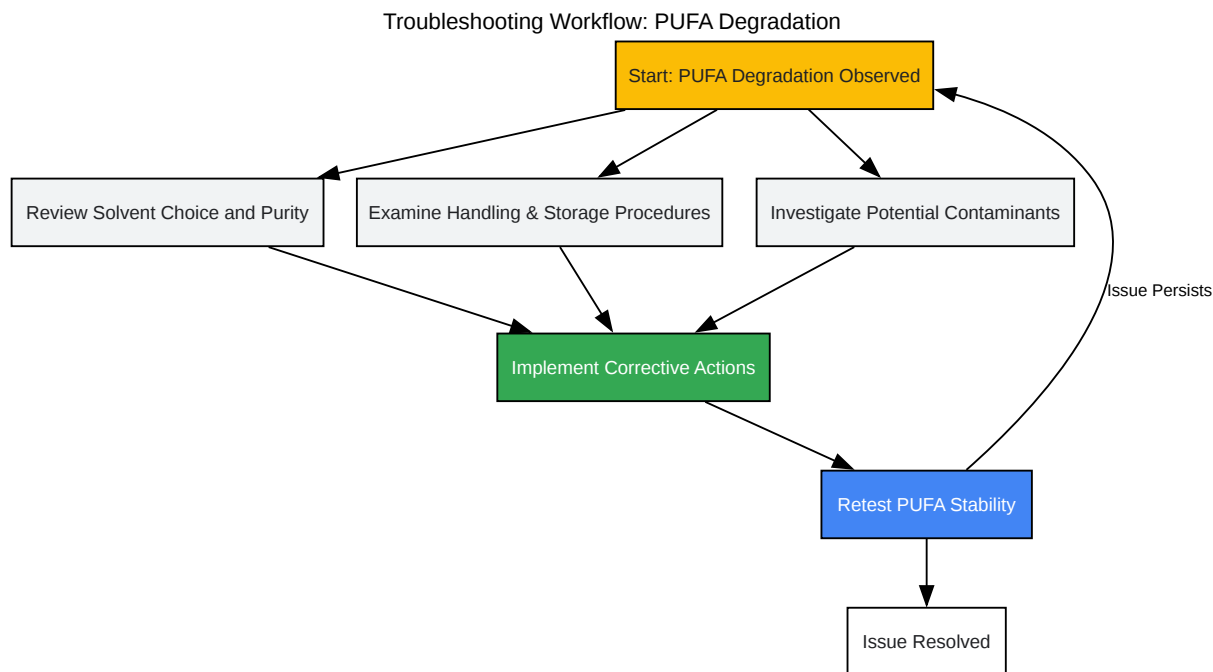 Troubleshooting Workflow: PUFA Degradation
Start: PUFA Degradation Observed
Review Solvent Choice and Purity
Examine Handling & Storage Procedures
Investigate Potential Contaminants
Issue Persists
Implement Corrective Actions
Retest PUFA Stability
Issue Resolved